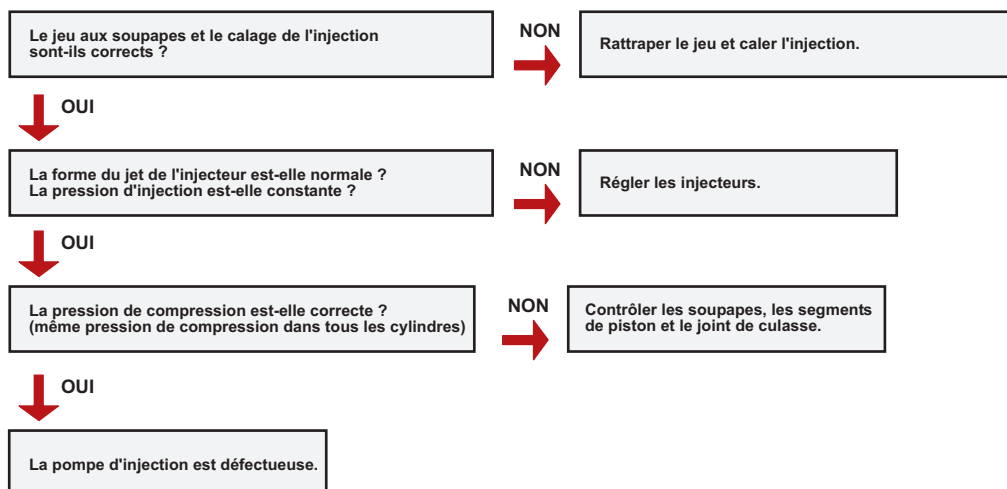 Le jeu aux soupapes et le calage de l'injection
sont-ils corrects ?
NON
Rattraper le jeu et caler l'injection.
OUI
La forme du jet de l'injecteur est-elle normale ?
La pression d'injection est-elle constante ?
NON
Régler les injecteurs.
OUI
La pression de compression est-elle correcte ?
(même pression de compression dans tous les cylindres)
NON
Contrôler les soupapes, les segments
de piston et le joint de culasse.
OUI
La pompe d'injection est défectueuse.